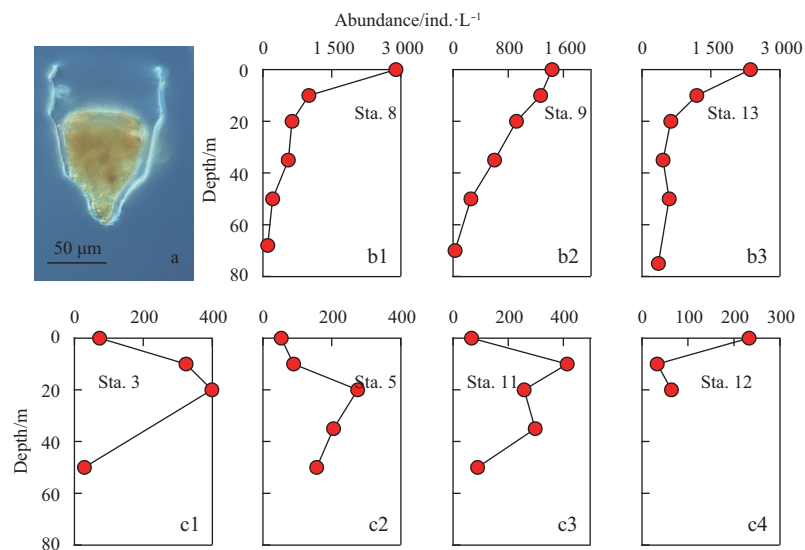 Abundance/ind.·L⁻¹
0 1 500 3 000
0 800 1 600
0 1 500 3 000
0
20
40
60
80
Depth/m
50 μm
a
Sta. 8
b1
Sta. 9
b2
Sta. 13
b3
0 200 400
0 200 400
0 200 400
0 100 200 300
0
20
40
60
80
Depth/m
Sta. 3
c1
Sta. 5
c2
Sta. 11
c3
Sta. 12
c4